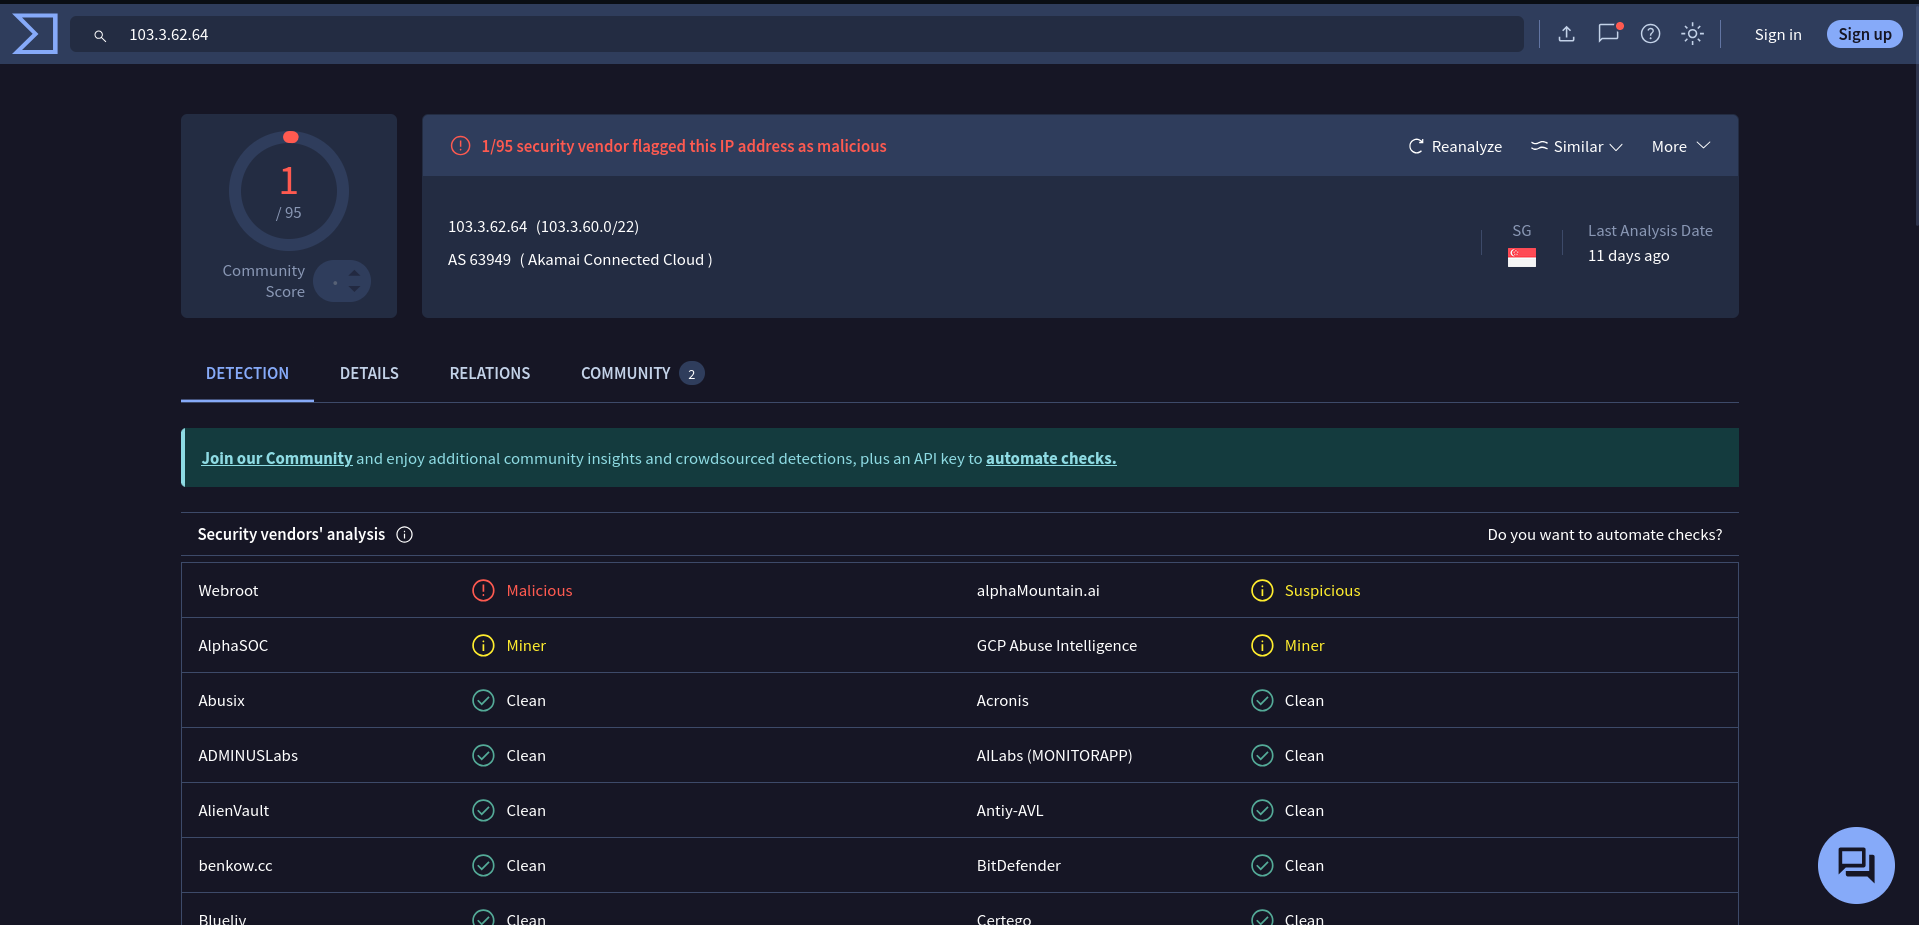 103.3.62.64
Sign in
Sign up
1
/ 95
Community
Score
1/95 security vendor flagged this IP address as malicious
Reanalyze
Similar
More
103.3.62.64 (103.3.60.0/22)
AS 63949 ( Akamai Connected Cloud )
SG
Last Analysis Date
11 days ago
DETECTION
DETAILS
RELATIONS
COMMUNITY 2
Join our Community and enjoy additional community insights and crowdsourced detections, plus an API key to automate checks.
Security vendors' analysis
Do you want to automate checks?
Webroot Malicious alphaMountain.ai Suspicious
AlphaSOC Miner GCP Abuse Intelligence Miner
Abusix Clean Acronis Clean
ADMINUSLabs Clean AILabs (MONITORAPP) Clean
AlienVault Clean Antiy-AVL Clean
benkow.cc Clean BitDefender Clean
Blueliv Clean Certego Clean